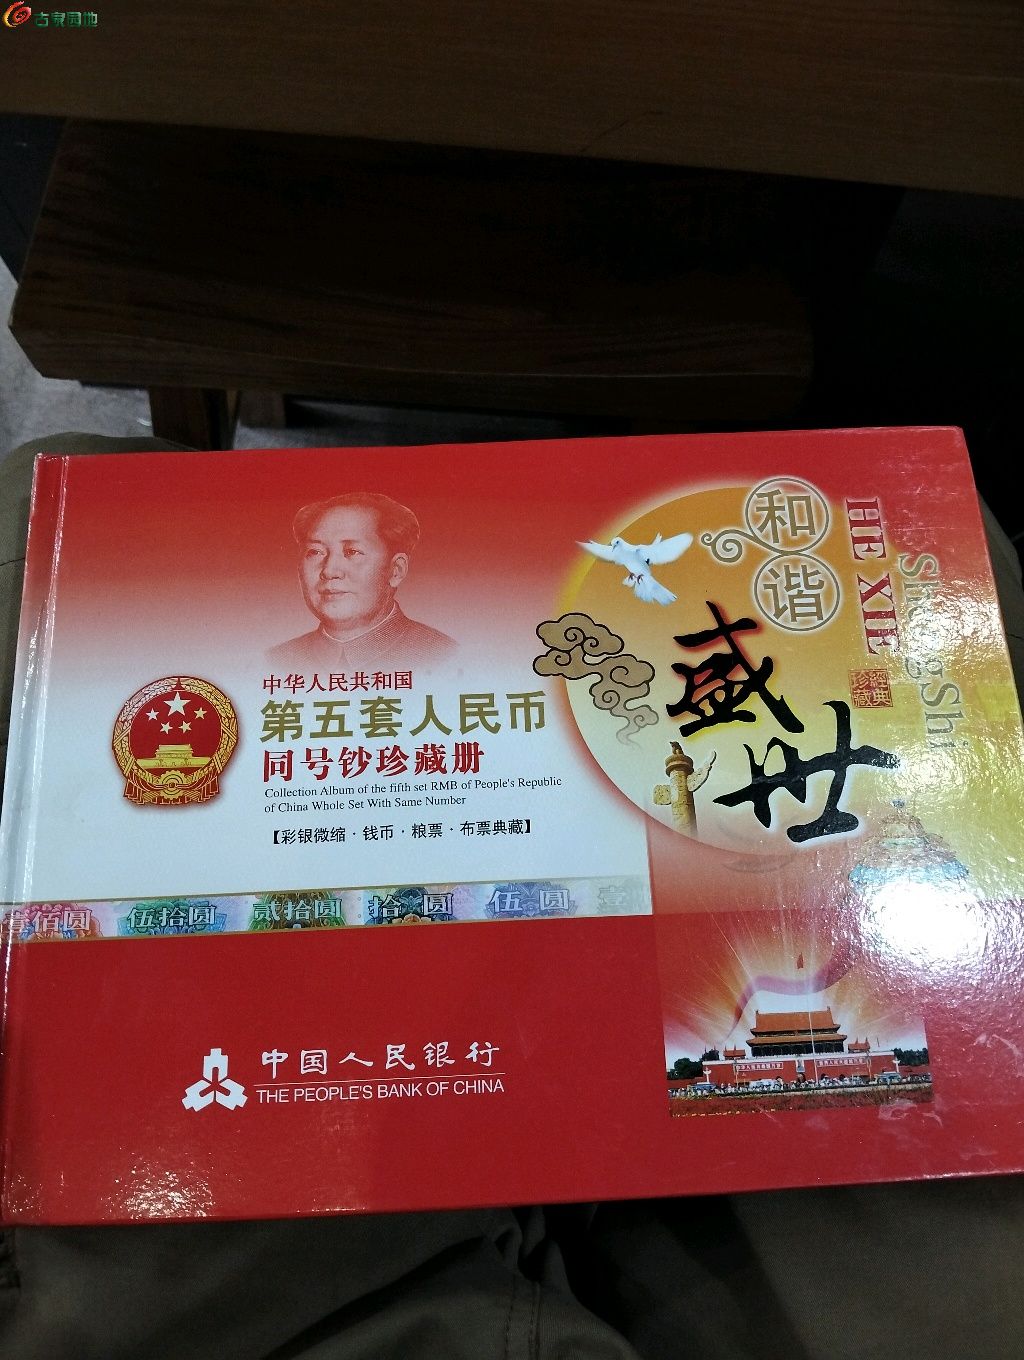 古泉园地
和谐
盛世
HE XIE
ShengShi
經典
珍藏
中华人民共和国
第五套人民币
同号钞珍藏册
Collection Album of the fifth set RMB of People's Republic
of China Whole Set With Same Number
【彩银微缩·钱币·粮票·布票典藏】
壹佰圆 伍拾圆 贰拾圆 拾圆 伍圆 壹
中国人民银行
THE PEOPLE'S BANK OF CHINA